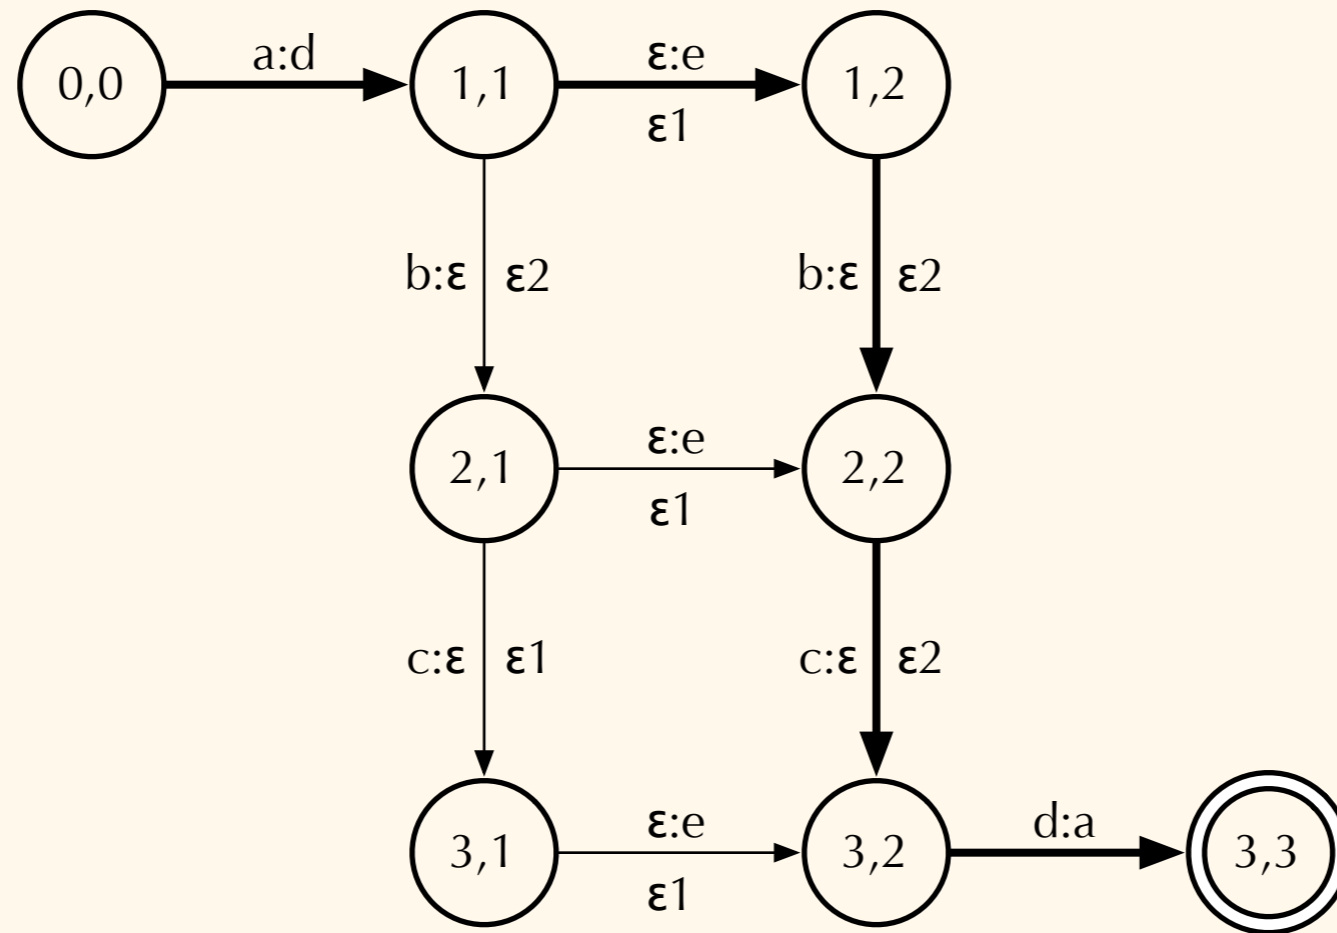 0,0 a:d 1,1 ε:e 1,2
ε1
b:ε ε2 b:ε ε2
2,1 ε:e 2,2
ε1
c:ε ε1 c:ε ε2
3,1 ε:e 3,2 d:a 3,3
ε1